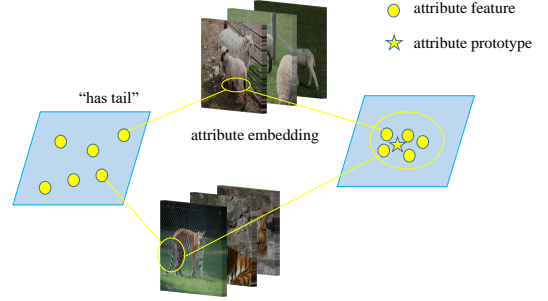 attribute feature
attribute prototype
“has tail”
attribute embedding